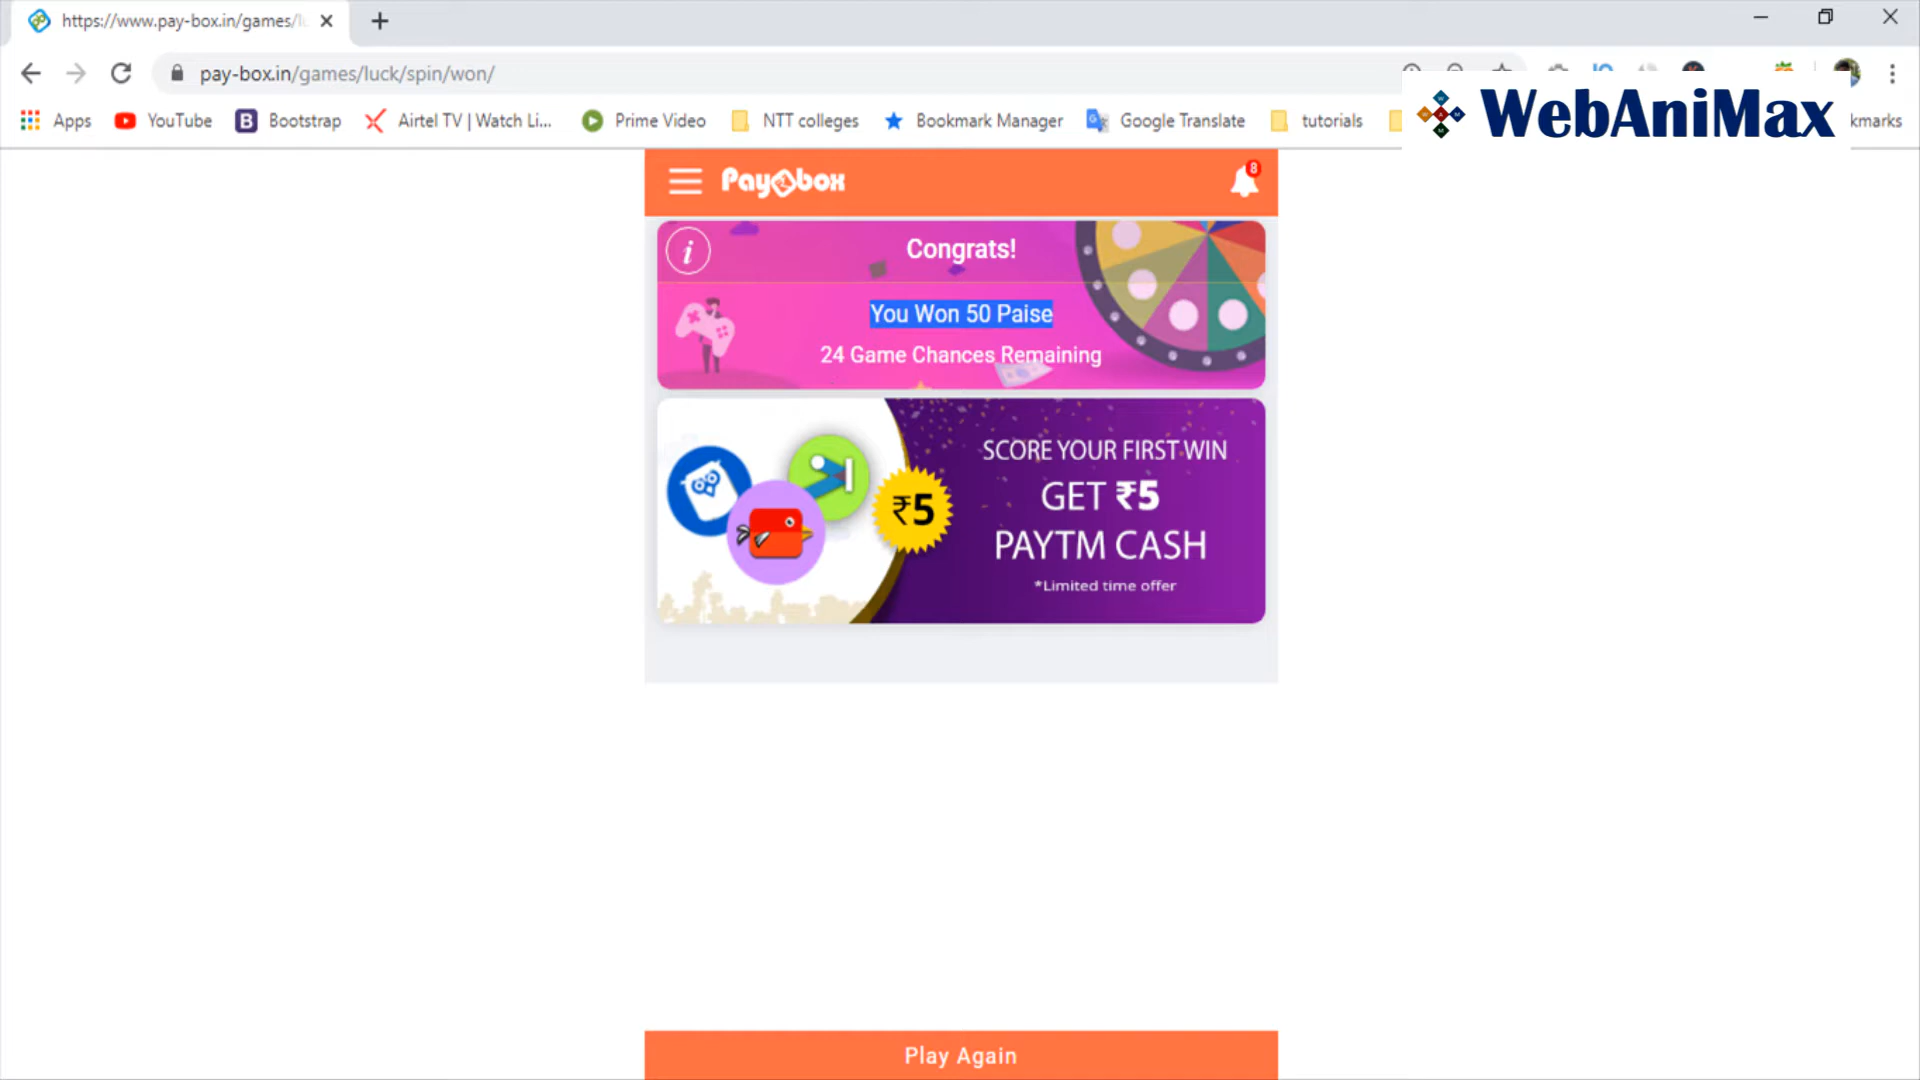 https://www.pay-box.in/games/l
pay-box.in/games/luck/spin/won/
Apps
YouTube
B Bootstrap
Airtel TV | Watch Li...
Prime Video
NTT colleges
Bookmark Manager
Google Translate
tutorials
kmarks
WebAniMax
Paybox
8
i
Congrats!
You Won 50 Paise
24 Game Chances Remaining
₹5
SCORE YOUR FIRST WIN
GET ₹5
PAYTM CASH
*Limited time offer
Play Again